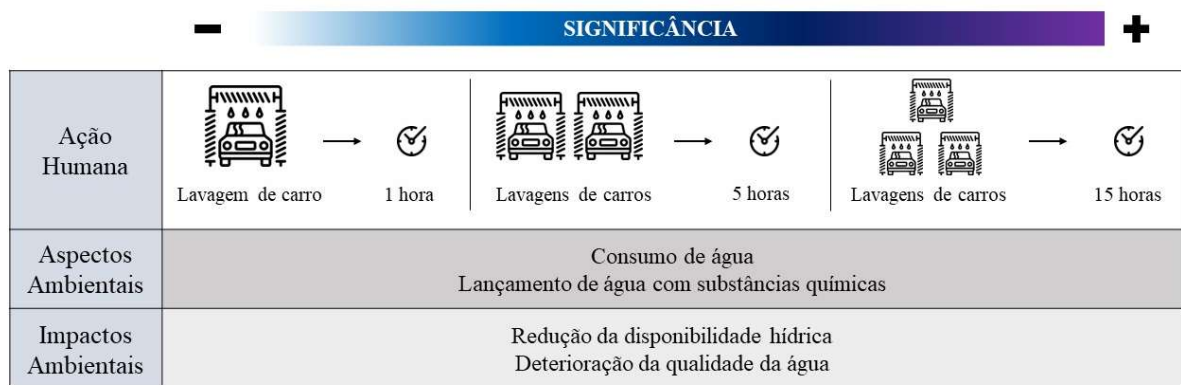 − SIGNIFICÂNCIA +
Ação
Humana
Lavagem de carro
1 hora
Lavagens de carros
5 horas
Lavagens de carros
15 horas
Aspectos
Ambientais
Consumo de água
Lançamento de água com substâncias químicas
Impactos
Ambientais
Redução da disponibilidade hídrica
Deterioração da qualidade da água